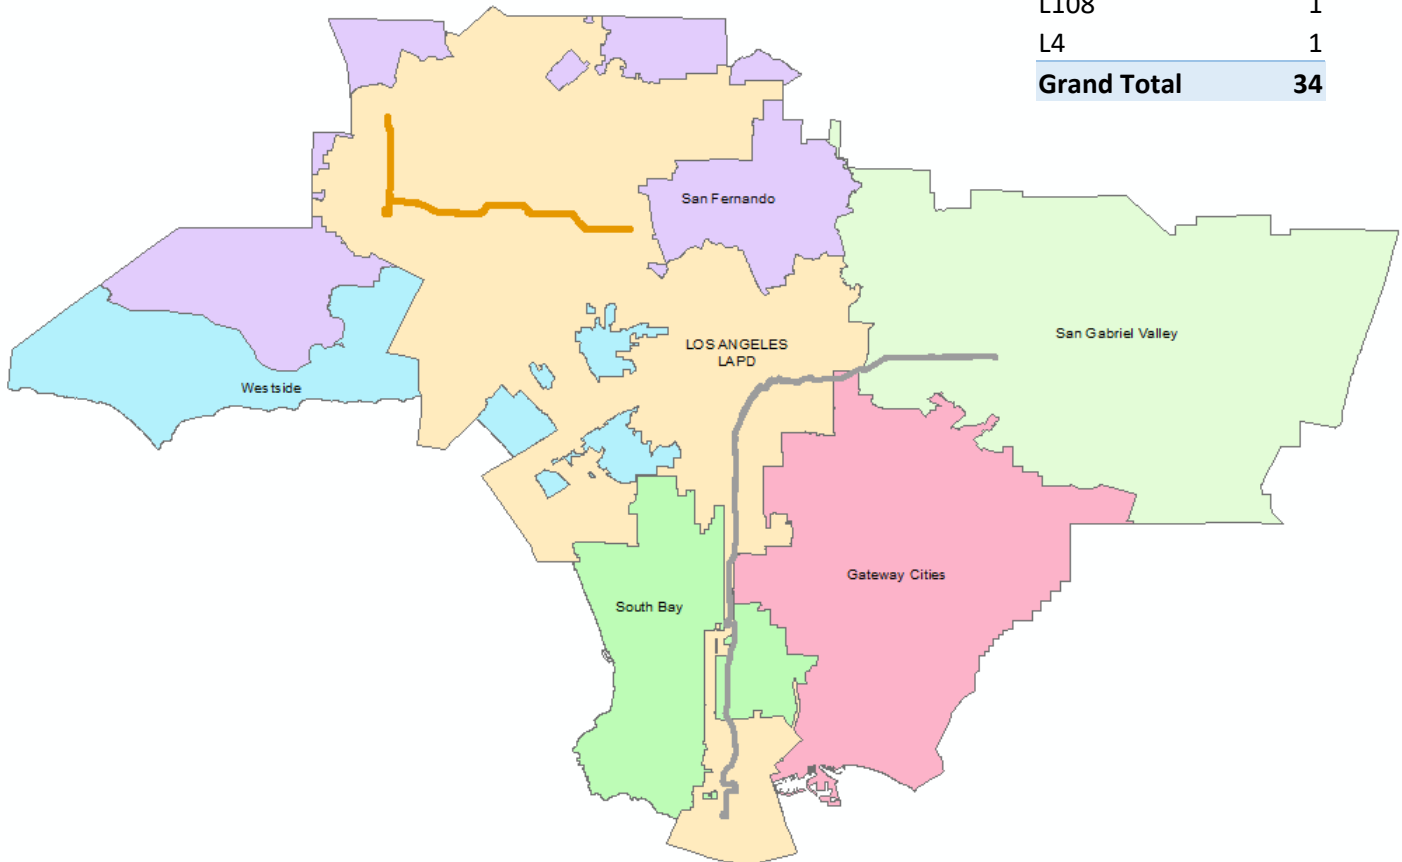 L108 1
L4 1
Grand Total 34
San Fernando
San Gabriel Valley
LOS ANGELES
LAPD
Westside
Gateway Cities
South Bay